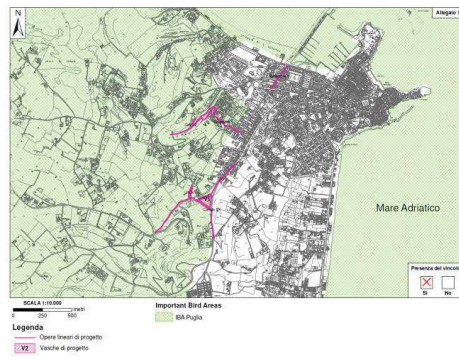 N
Allegato 1
Mare Adriatico
Presenza del vincolo
Si No
SCALA 1:10.000
metri
0 250 500
Important Bird Areas
IBA Puglia
Legenda
Opere lineari di progetto
V2 Vasche di progetto